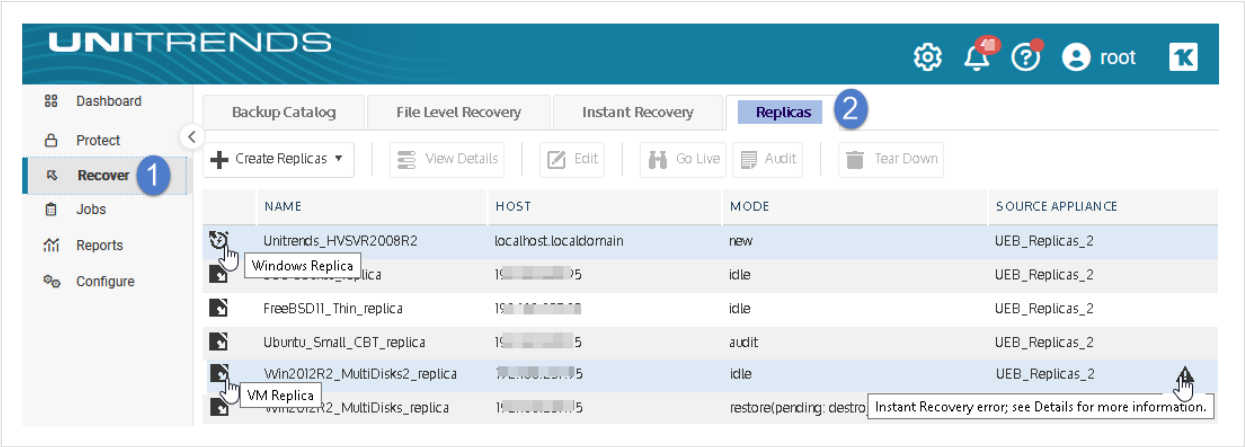 UNITRENDS
root
Dashboard
Protect
Recover 1
Jobs
Reports
Configure
Backup Catalog File Level Recovery Instant Recovery Replicas 2
Create Replicas View Details Edit Go Live Audit Tear Down
NAME HOST MODE SOURCE APPLIANCE
Unitrends_HVSVR2008R2 localhost.localdomain new UEB_Replicas_2
Windows Replica
idle UEB_Replicas_2
FreeBSD11_Thin_replica idle UEB_Replicas_2
Ubuntu_Small_CBT_replica audit UEB_Replicas_2
Win2012R2_MultiDisks2_replica idle UEB_Replicas_2
VM Replica
Win2012R2_MultiDisks_replica restore(pending: destro
Instant Recovery error; see Details for more information.